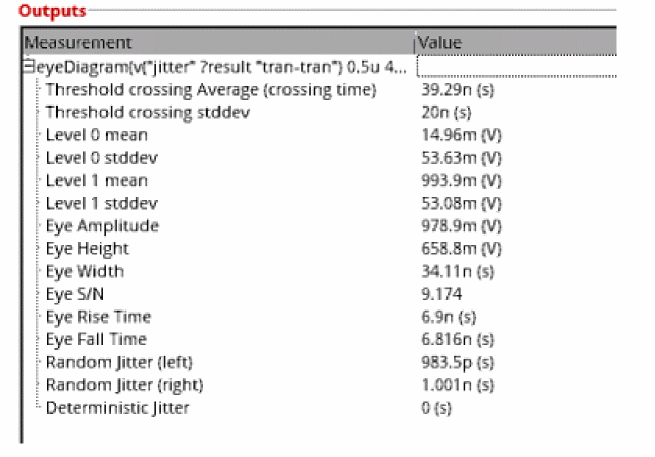 Outputs
Measurement Value
eyeDiagram(v("jitter" ?result "tran-tran") 0.5u 4...
Threshold crossing Average (crossing time) 39.29n (s)
Threshold crossing stddev 20n (s)
Level 0 mean 14.96m (V)
Level 0 stddev 53.63m (V)
Level 1 mean 993.9m (V)
Level 1 stddev 53.08m (V)
Eye Amplitude 978.9m (V)
Eye Height 658.8m (V)
Eye Width 34.11n (s)
Eye S/N 9.174
Eye Rise Time 6.9n (s)
Eye Fall Time 6.816n (s)
Random Jitter (left) 983.5p (s)
Random Jitter (right) 1.001n (s)
Deterministic Jitter 0 (s)